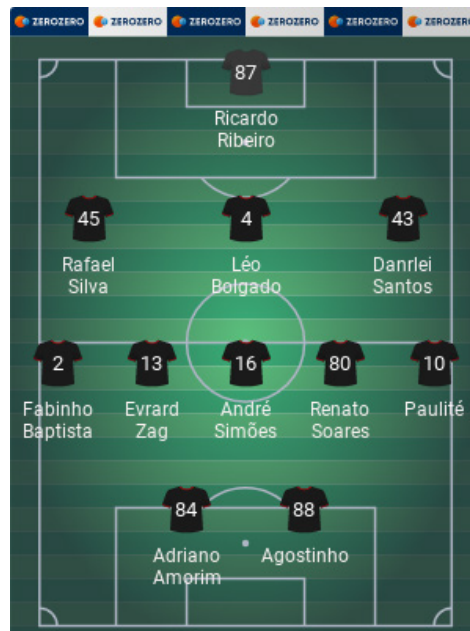 ZEROZERO ZEROZERO ZEROZERO ZEROZERO ZEROZERO ZEROZERO
87
Ricardo
Ribeiro
45 4 43
Rafael Léo Danrlei
Silva Bolgado Santos
2 13 16 80 10
Fabinho Evrard André Renato Paulité
Baptista Zag Simões Soares
84 88
Adriano Agostinho
Amorim